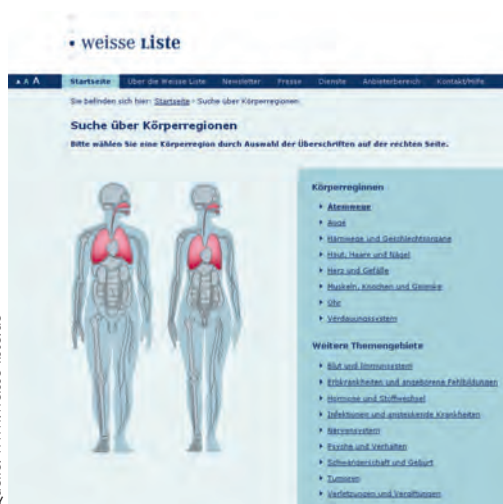 weisse Liste
A A A
Startseite Über die Weisse Liste Newsletter Presse Dienste Anbieterbereich Kontakt/Hilfe
Sie befinden sich hier: Startseite - Suche über Körperregionen
Suche über Körperregionen
Bitte wählen Sie eine Körperregion durch Auswahl der Überschriften auf der rechten Seite.
Körperregionen
Atemwege
Auge
Harnwege und Geschlechtsorgane
Haut, Haare und Nägel
Herz und Gefäße
Muskeln, Knochen und Gelenke
Ohr
Verdauungssystem
Weitere Themengebiete
Blut und Immunsystem
Erbkrankheiten und angeborene Fehlbildungen
Hormone und Stoffwechsel
Infektionen und ansteckende Krankheiten
Nervensystem
Psyche und Verhalten
Schwangerschaft und Geburt
Tumoren
Verletzungen und Vergiftungen